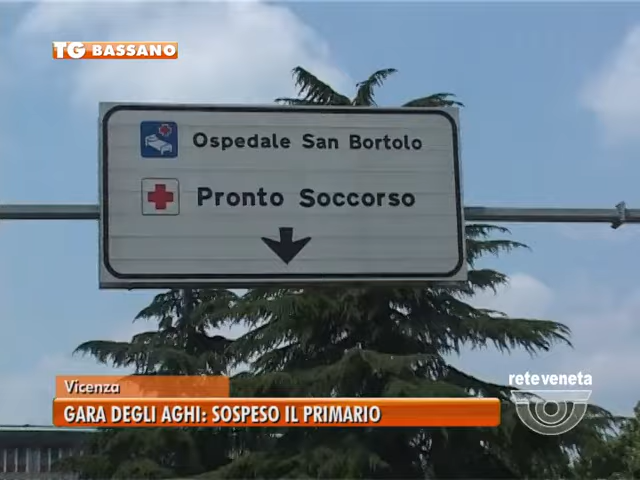 TG BASSANO
Ospedale San Bortolo
Pronto Soccorso
Vicenza
GARA DEGLI AGHI: SOSPESO IL PRIMARIO
reteveneta